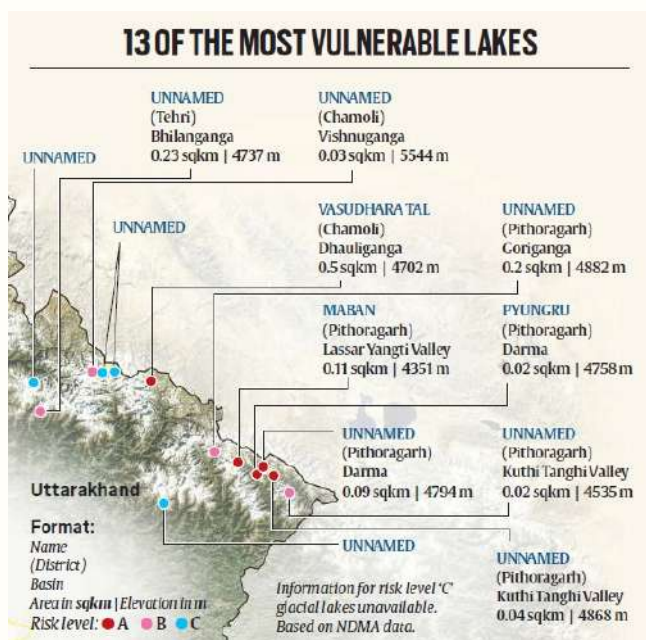 13 OF THE MOST VULNERABLE LAKES
UNNAMED
(Tehri)
Bhilanganga
0.23 sqkm | 4737 m
UNNAMED
(Chamoli)
Vishnuganga
0.03 sqkm | 5544 m
UNNAMED
UNNAMED
VASUDHARA TAL
(Chamoli)
Dhauliganga
0.5 sqkm | 4702 m
UNNAMED
(Pithoragarh)
Goriganga
0.2 sqkm | 4882 m
MABAN
(Pithoragarh)
Lassar Yangti Valley
0.11 sqkm | 4351 m
PYUNGRU
(Pithoragarh)
Darma
0.02 sqkm | 4758 m
UNNAMED
(Pithoragarh)
Darma
0.09 sqkm | 4794 m
UNNAMED
(Pithoragarh)
Kuthi Tanghi Valley
0.02 sqkm | 4535 m
UNNAMED
UNNAMED
(Pithoragarh)
Kuthi Tanghi Valley
0.04 sqkm | 4868 m
Uttarakhand
Format:
Name
(District)
Basin
Area in sqkm | Elevation in m
Risk level: A B C
Information for risk level 'C'
glacial lakes unavailable.
Based on NDMA data.